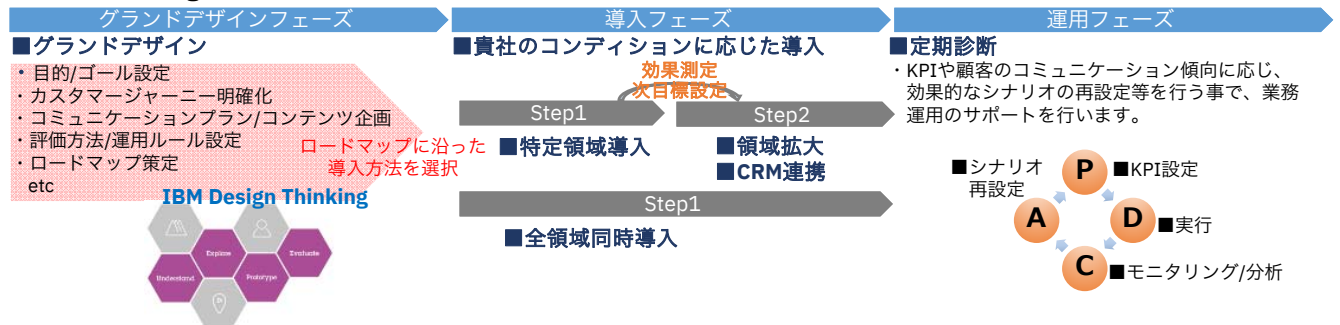 グランドデザインフェーズ
導入フェーズ
運用フェーズ
■グランドデザイン
・目的/ゴール設定
・カスタマージャーニー明確化
・コミュニケーションプラン/コンテンツ企画
・評価方法/運用ルール設定
・ロードマップ策定
etc
ロードマップに沿った
導入方法を選択
IBM Design Thinking
Understand
Explore
Prototype
Evaluate
■貴社のコンディションに応じた導入
効果測定
次目標設定
Step1
Step2
■特定領域導入
■領域拡大
■CRM連携
Step1
■全領域同時導入
■定期診断
・KPIや顧客のコミュニケーション傾向に応じ、
効果的なシナリオの再設定等を行う事で、業務
運用のサポートを行います。
■シナリオ
再設定
P
■KPI設定
A
D
■実行
C
■モニタリング/分析